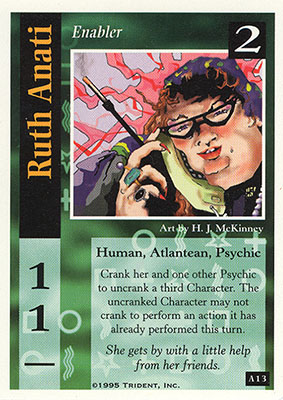 Ruth Anati
Enabler
2
Art by H. J. McKinney
Human, Atlantean, Psychic
Crank her and one other Psychic
to uncrank a third Character. The
uncranked Character may not
crank to perform an action it has
already performed this turn.
She gets by with a little help
from her friends.
1
1
—
©1995 TRIDENT, INC.
A13